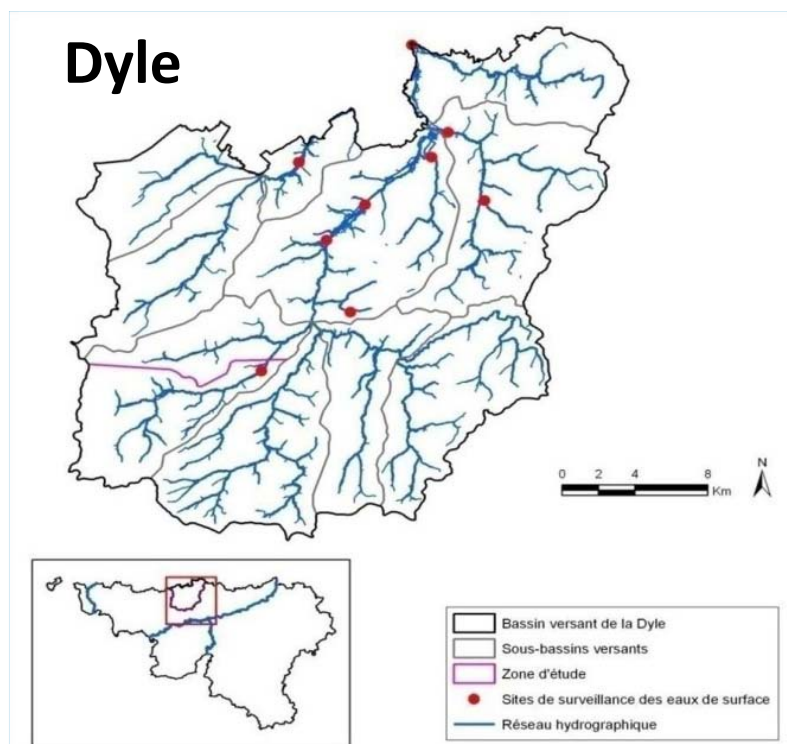 Dyle
N
0 2 4 8
Km
Bassin versant de la Dyle
Sous-bassins versants
Zone d'étude
Sites de surveillance des eaux de surface
Réseau hydrographique